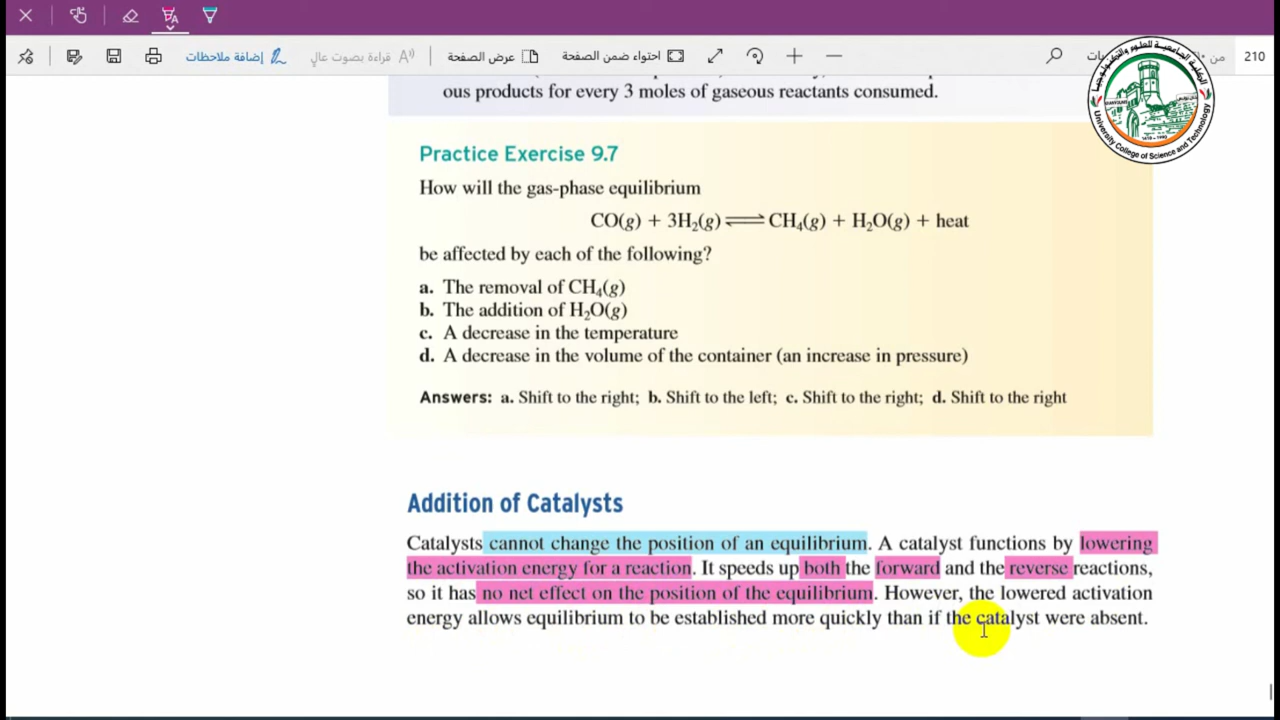 إضافة ملاحظات
قراءة بصوت عالٍ
عرض الصفحة
احتواء ضمن الصفحة
من
210
University College of Science and Technology
ous products for every 3 moles of gaseous reactants consumed.
Practice Exercise 9.7
How will the gas-phase equilibrium
CO(g) + 3H₂(g) ⇌ CH₄(g) + H₂O(g) + heat
be affected by each of the following?
a. The removal of CH₄(g)
b. The addition of H₂O(g)
c. A decrease in the temperature
d. A decrease in the volume of the container (an increase in pressure)
Answers: a. Shift to the right; b. Shift to the left; c. Shift to the right; d. Shift to the right
Addition of Catalysts
Catalysts cannot change the position of an equilibrium. A catalyst functions by lowering
the activation energy for a reaction. It speeds up both the forward and the reverse reactions,
so it has no net effect on the position of the equilibrium. However, the lowered activation
energy allows equilibrium to be established more quickly than if the catalyst were absent.